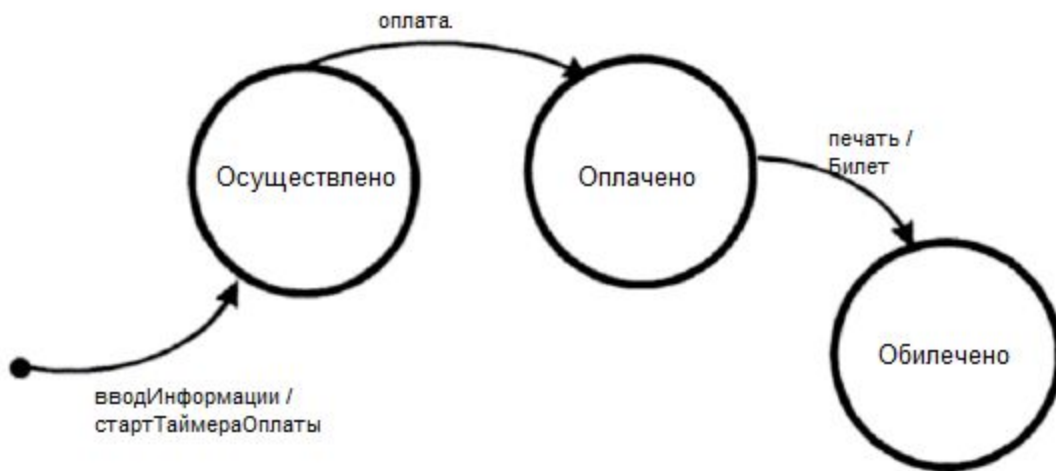 оплата.
Осуществлено
Оплачено
печать /
Билет
Обилечено
вводИнформации /
стартТаймераОплаты